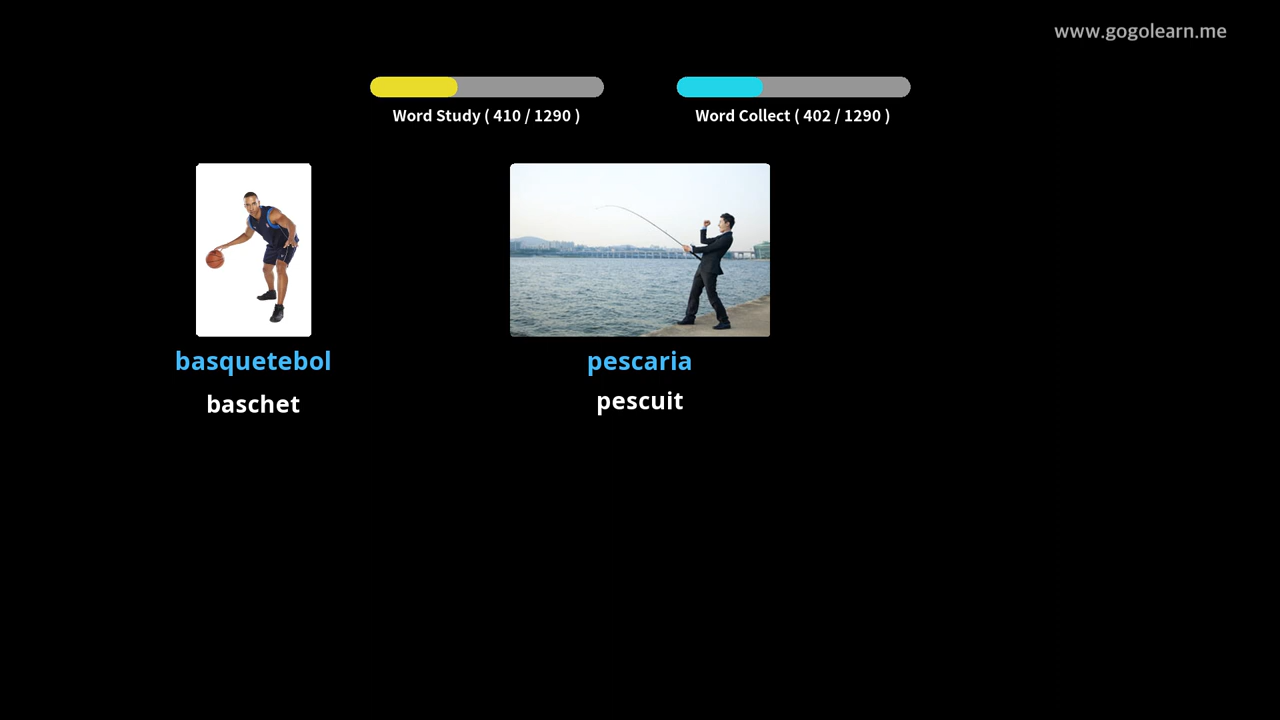 www.gogolearn.me
Word Study ( 410 / 1290 )
Word Collect ( 402 / 1290 )
basquetebol
baschet
pescaria
pescuit